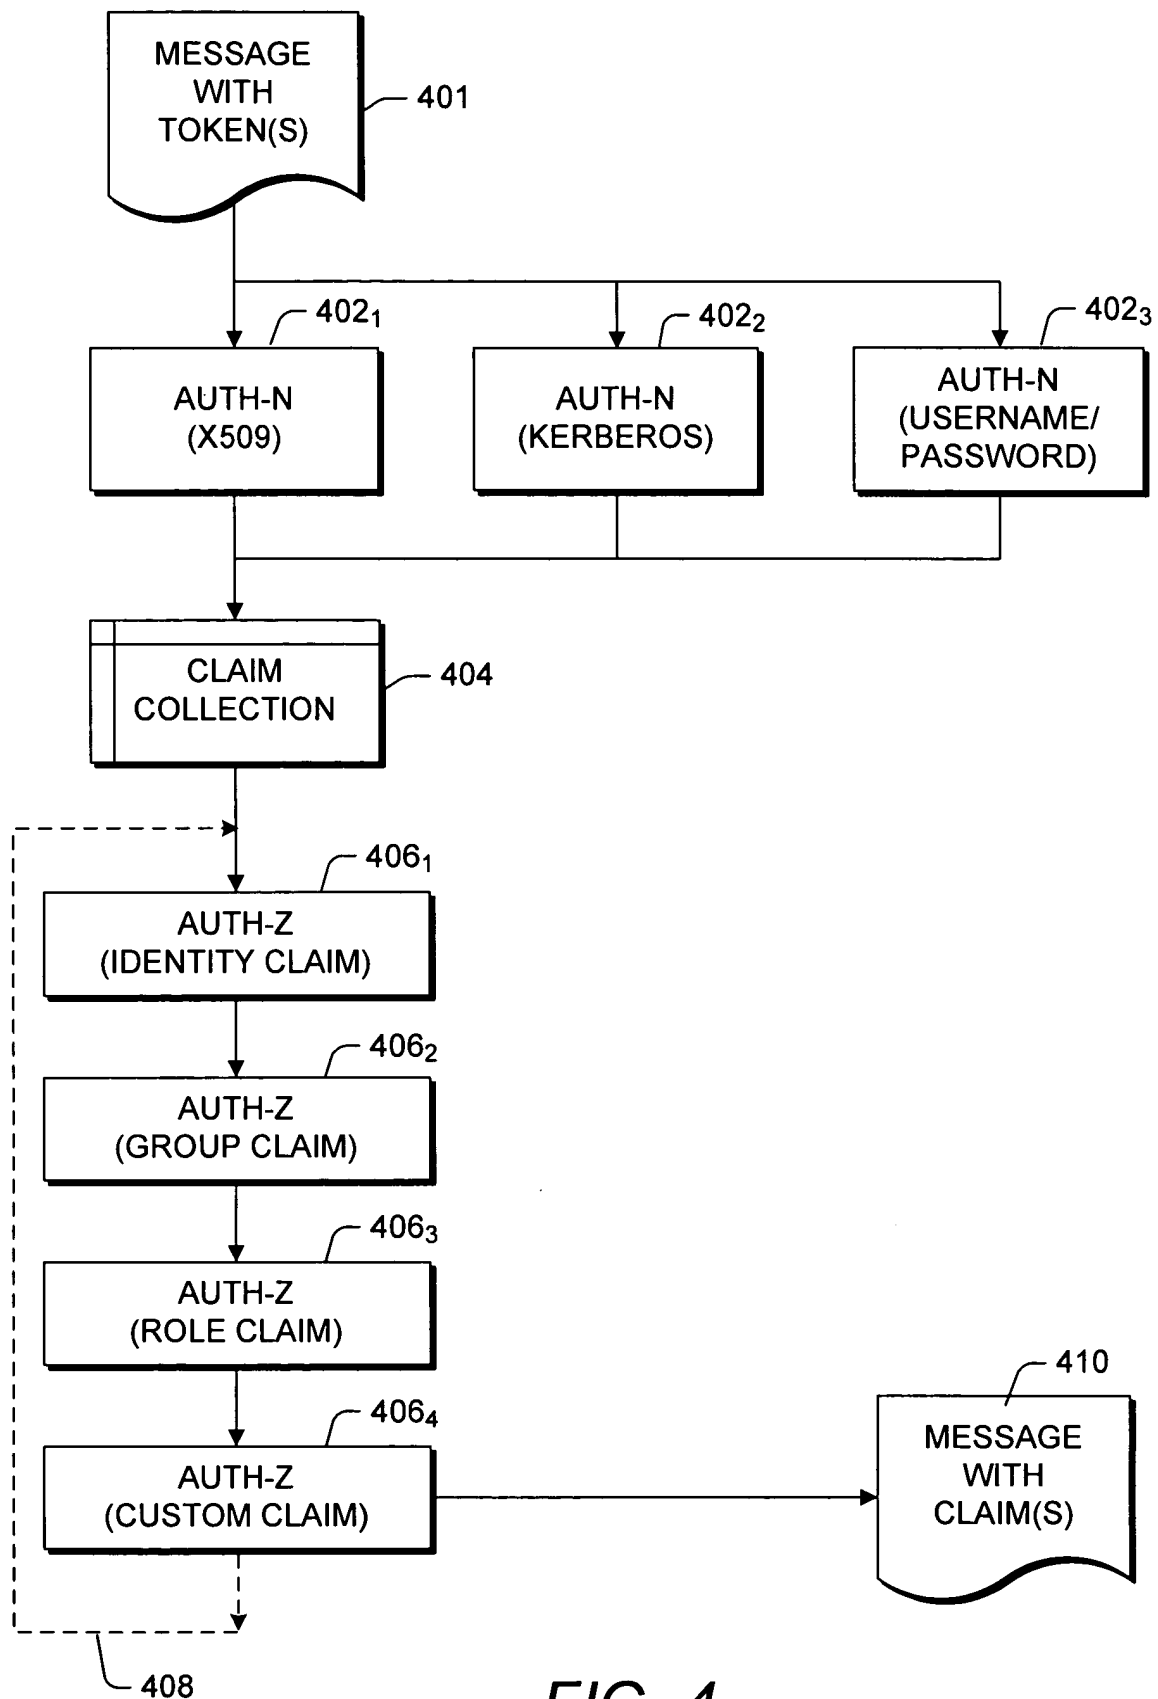 MESSAGE
WITH
TOKEN(S)
401
402₁
402₂
402₃
AUTH-N
(X509)
AUTH-N
(KERBEROS)
AUTH-N
(USERNAME/
PASSWORD)
CLAIM
COLLECTION
404
406₁
AUTH-Z
(IDENTITY CLAIM)
406₂
AUTH-Z
(GROUP CLAIM)
406₃
AUTH-Z
(ROLE CLAIM)
406₄
AUTH-Z
(CUSTOM CLAIM)
410
MESSAGE
WITH
CLAIM(S)
408
FIG. 4